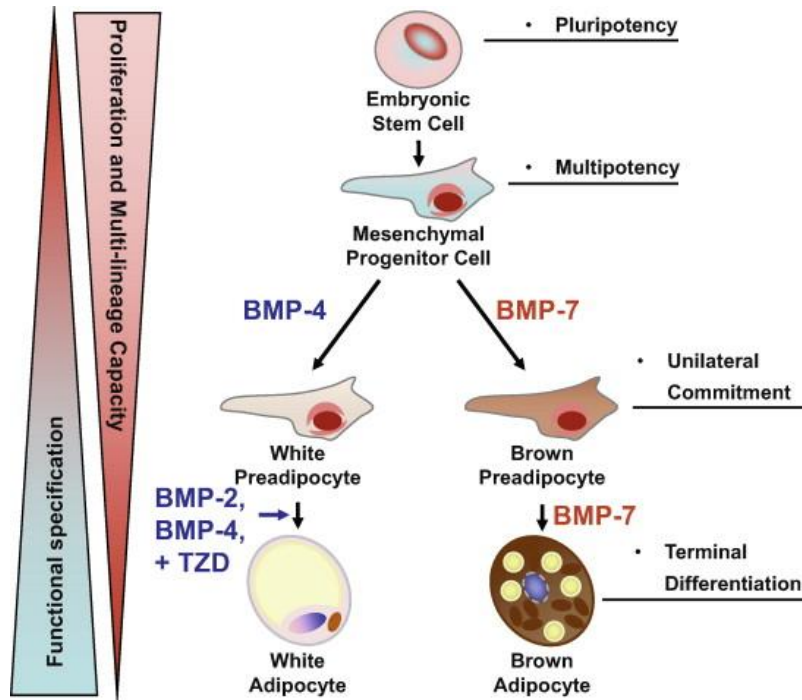 Proliferation and Multi-lineage Capacity
Functional specification
• Pluripotency
Embryonic
Stem Cell
• Multipotency
Mesenchymal
Progenitor Cell
BMP-4
BMP-7
• Unilateral
Commitment
White
Preadipocyte
Brown
Preadipocyte
BMP-2,
BMP-4,
+ TZD
BMP-7
• Terminal
Differentiation
White
Adipocyte
Brown
Adipocyte